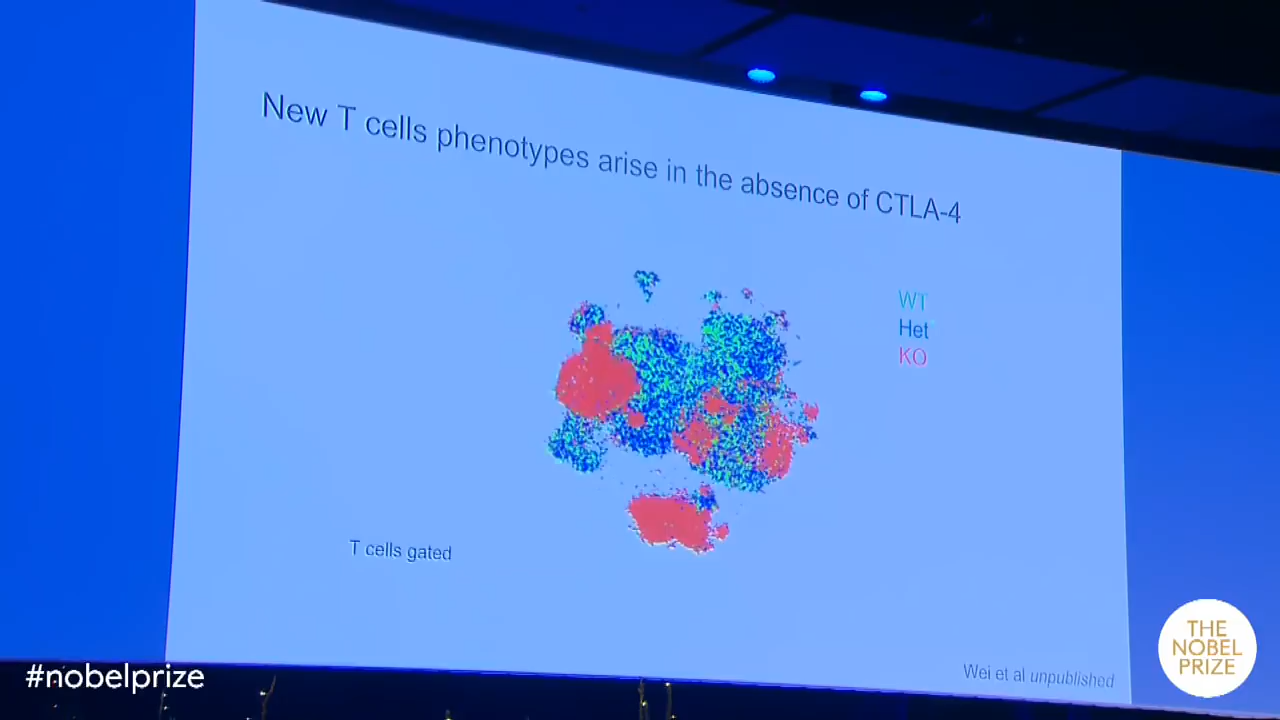 New T cells phenotypes arise in the absence of CTLA-4
WT
Het
KO
T cells gated
Wei et al unpublished
#nobelprize
THE
NOBEL
PRIZE